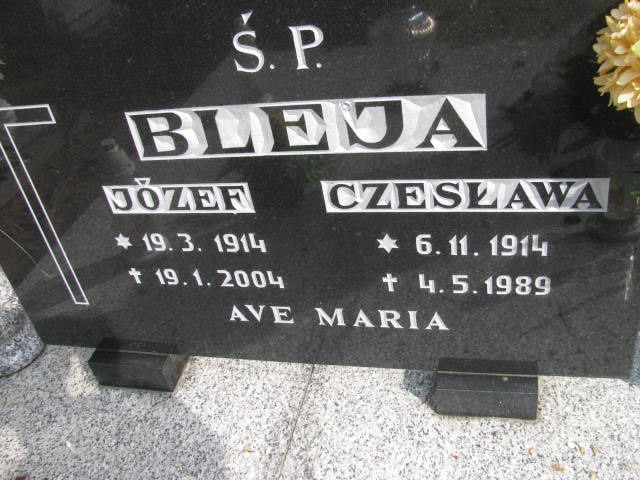 Ś. P.
BLEJA
JÓZEF CZESŁAWA
✶ 19. 3. 1914 ✶ 6. 11. 1914
† 19. 1. 2004 † 4. 5. 1989
AVE MARIA